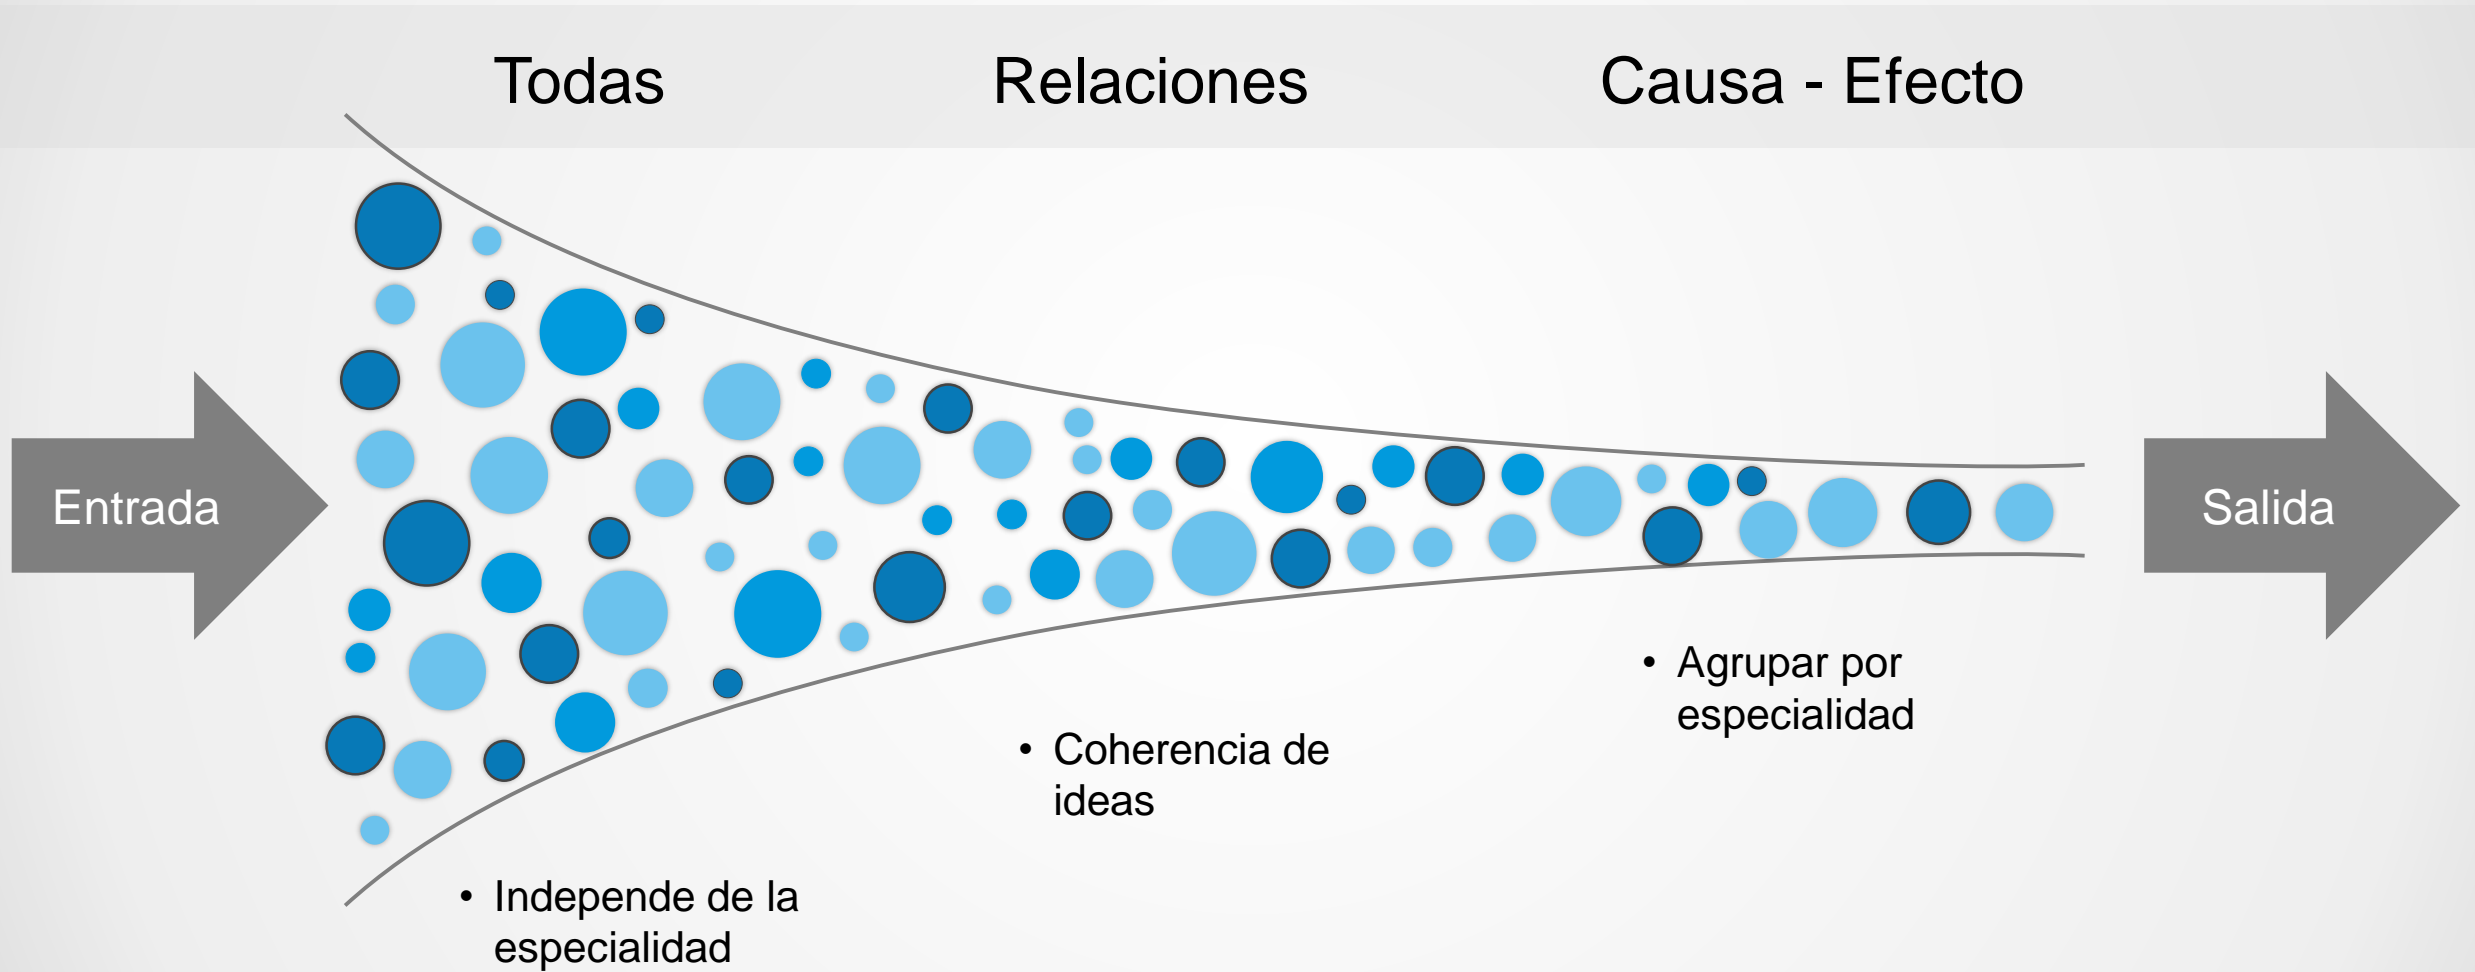 Todas
Relaciones
Causa - Efecto
Entrada
Salida
• Agrupar por
especialidad
• Coherencia de
ideas
• Independe de la
especialidad